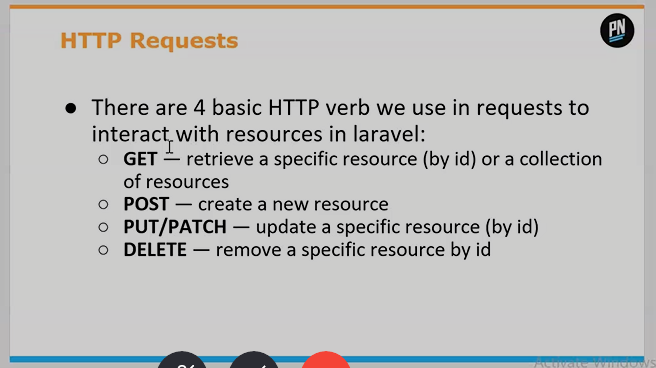 HTTP Requests
PN
● There are 4 basic HTTP verb we use in requests to
interact with resources in laravel:
○ GET — retrieve a specific resource (by id) or a collection
of resources
○ POST — create a new resource
○ PUT/PATCH — update a specific resource (by id)
○ DELETE — remove a specific resource by id
Activate Windows